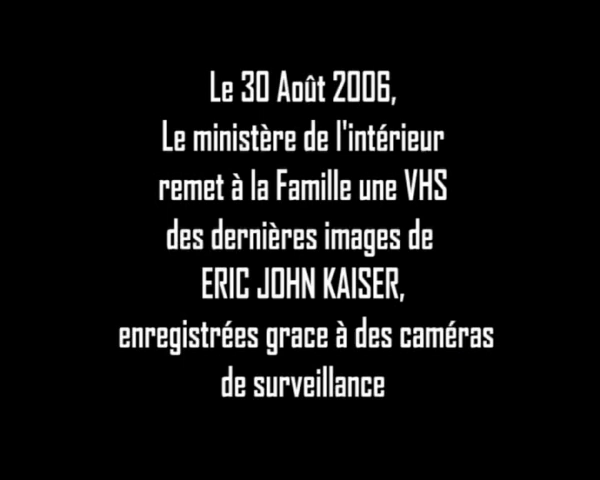 Le 30 Août 2006,
Le ministère de l'intérieur
remet à la Famille une VHS
des dernières images de
ERIC JOHN KAISER,
enregistrées grace à des caméras
de surveillance